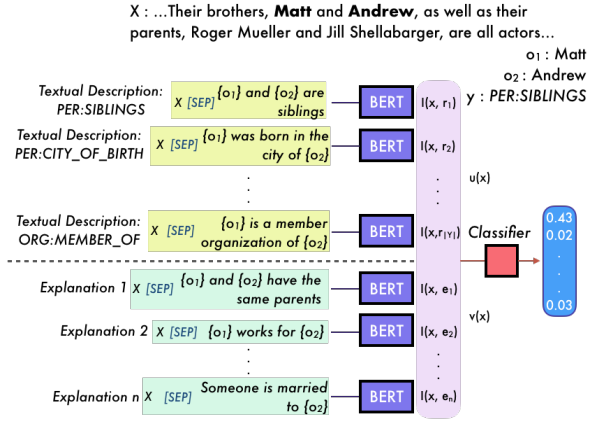 X : ...Their brothers, Matt and Andrew, as well as their
parents, Roger Mueller and Jill Shellabarger, are all actors...
o₁ : Matt
o₂ : Andrew
y : PER:SIBLINGS
Textual Description:
PER:SIBLINGS
X [SEP] {o₁} and {o₂} are
siblings
BERT
I(x, r₁)
Textual Description:
PER:CITY_OF_BIRTH
X [SEP] {o₁} was born in the
city of {o₂}
BERT
I(x, r₂)
u(x)
Textual Description:
ORG:MEMBER_OF
X [SEP] {o₁} is a member
organization of {o₂}
BERT
I(x,r|Y|)
Classifier
0.43
0.02
.
.
.
0.03
Explanation 1
X [SEP] {o₁} and {o₂} have the
same parents
BERT
I(x, e₁)
v(x)
Explanation 2
X [SEP] {o₁} works for {o₂}
BERT
I(x, e₂)
Explanation n
X [SEP] Someone is married
to {o₂}
BERT
I(x, eₙ)